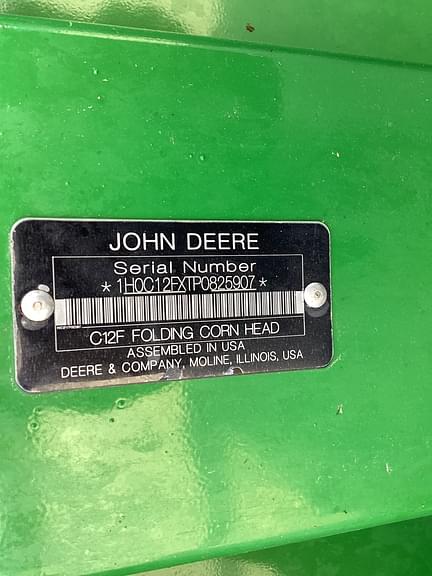 JOHN DEERE
Serial Number
*1H0C12FXTP0825907*
C12F FOLDING CORN HEAD
ASSEMBLED IN USA
DEERE & COMPANY, MOLINE, ILLINOIS, USA